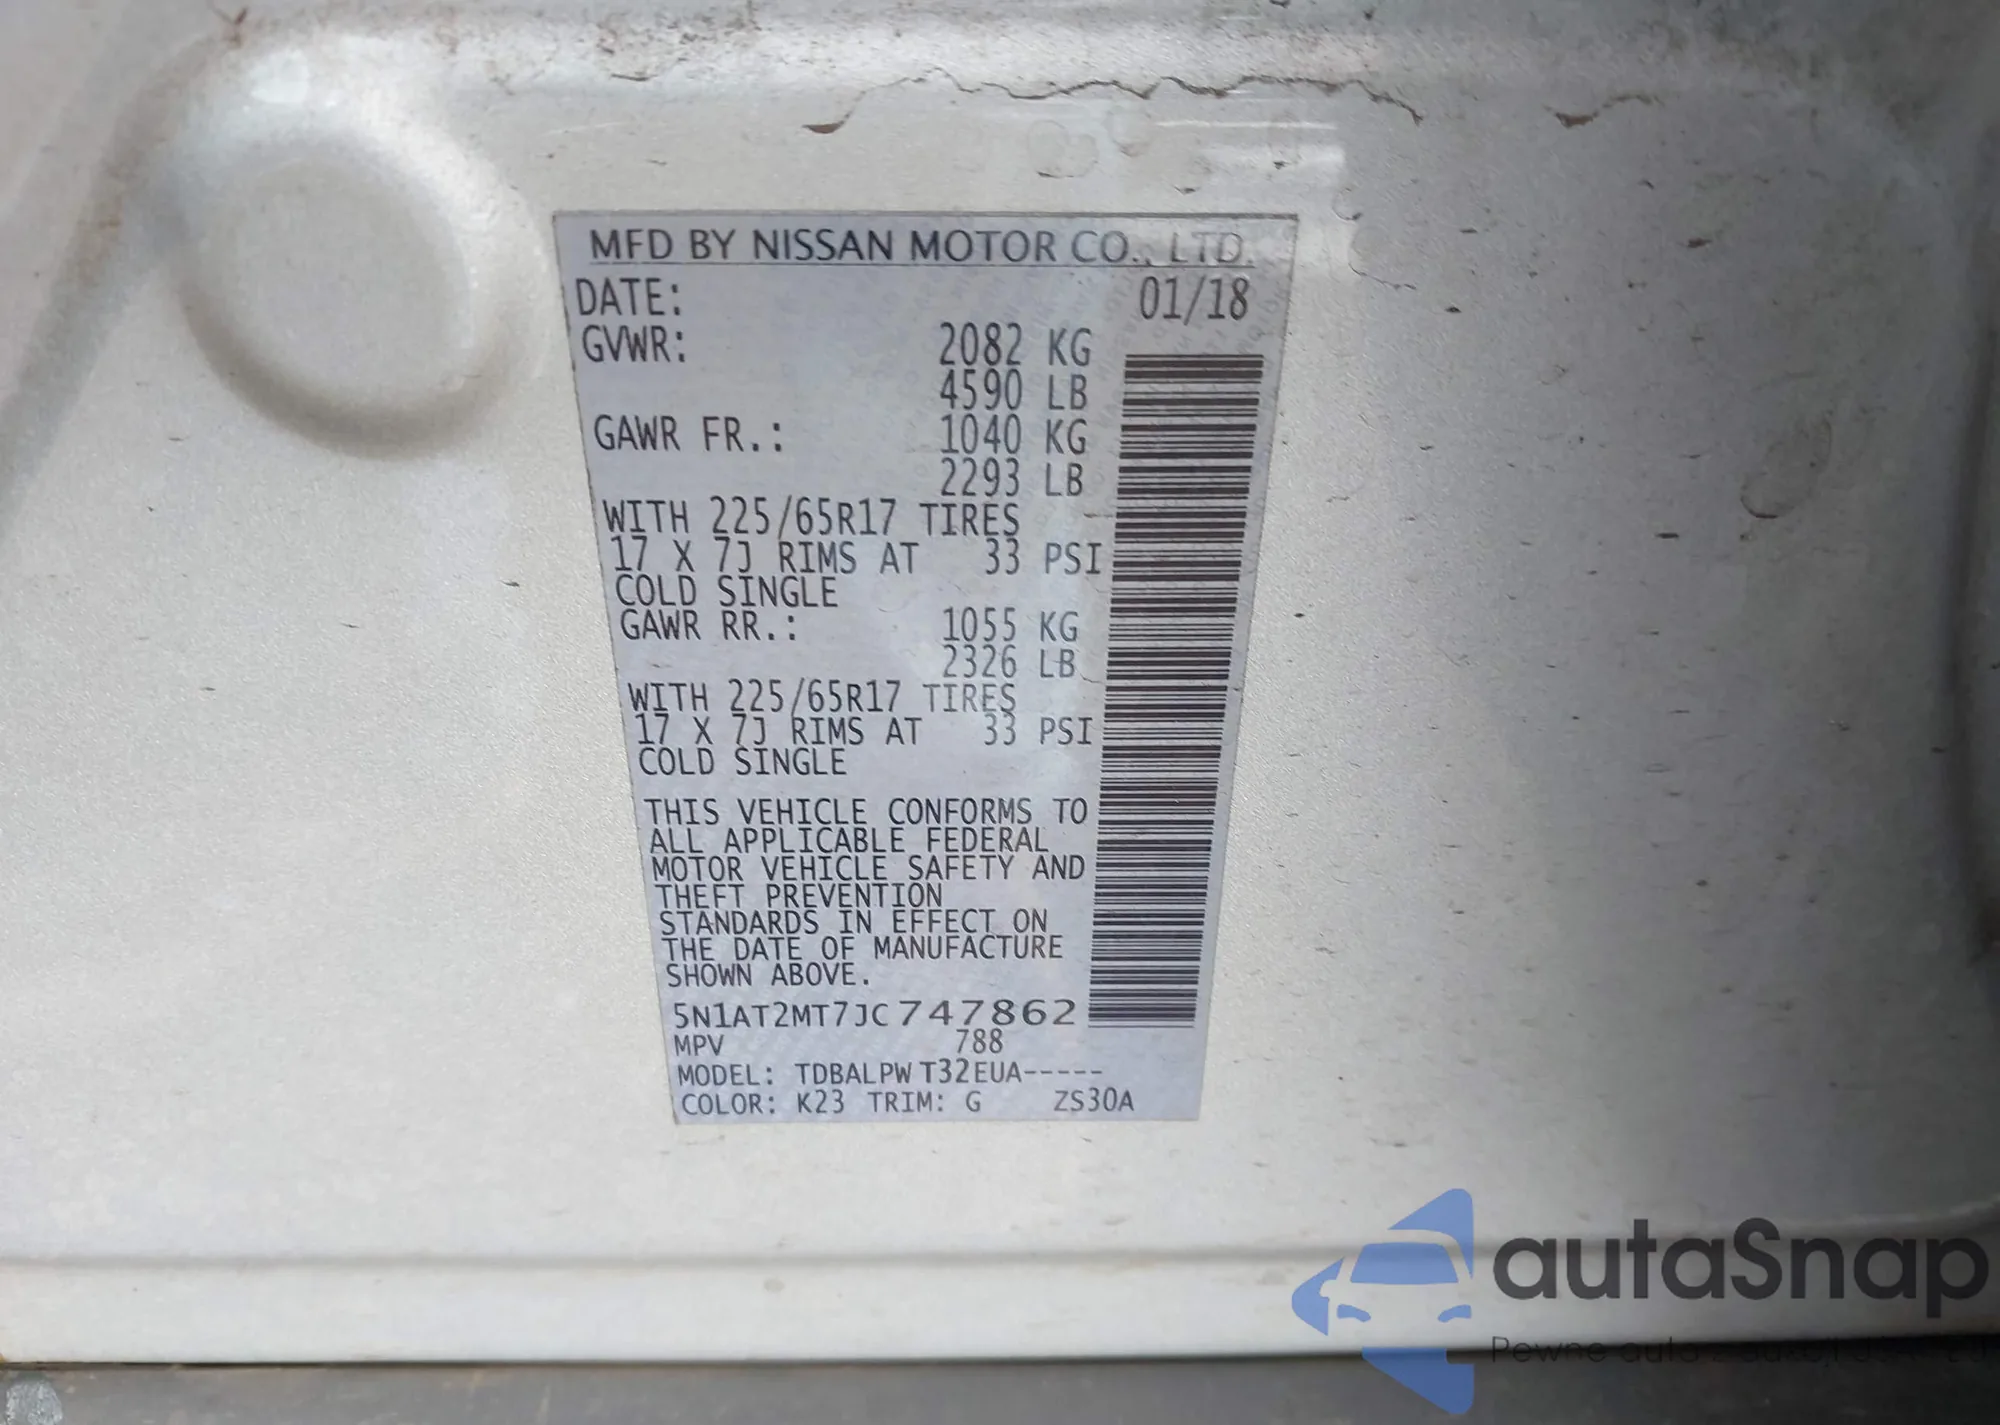 MFD BY NISSAN MOTOR CO., LTD.
DATE: 01/18
GVWR: 2082 KG
4590 LB
GAWR FR.: 1040 KG
2293 LB
WITH 225/65R17 TIRES
17 X 7J RIMS AT 33 PSI
COLD SINGLE
GAWR RR.: 1055 KG
2326 LB
WITH 225/65R17 TIRES
17 X 7J RIMS AT 33 PSI
COLD SINGLE
THIS VEHICLE CONFORMS TO
ALL APPLICABLE FEDERAL
MOTOR VEHICLE SAFETY AND
THEFT PREVENTION
STANDARDS IN EFFECT ON
THE DATE OF MANUFACTURE
SHOWN ABOVE.
5N1AT2MT7JC747862
MPV 788
MODEL: TDBALPW T32EUA-----
COLOR: K23 TRIM: G ZS30A
autaSnap
Pewne auto z